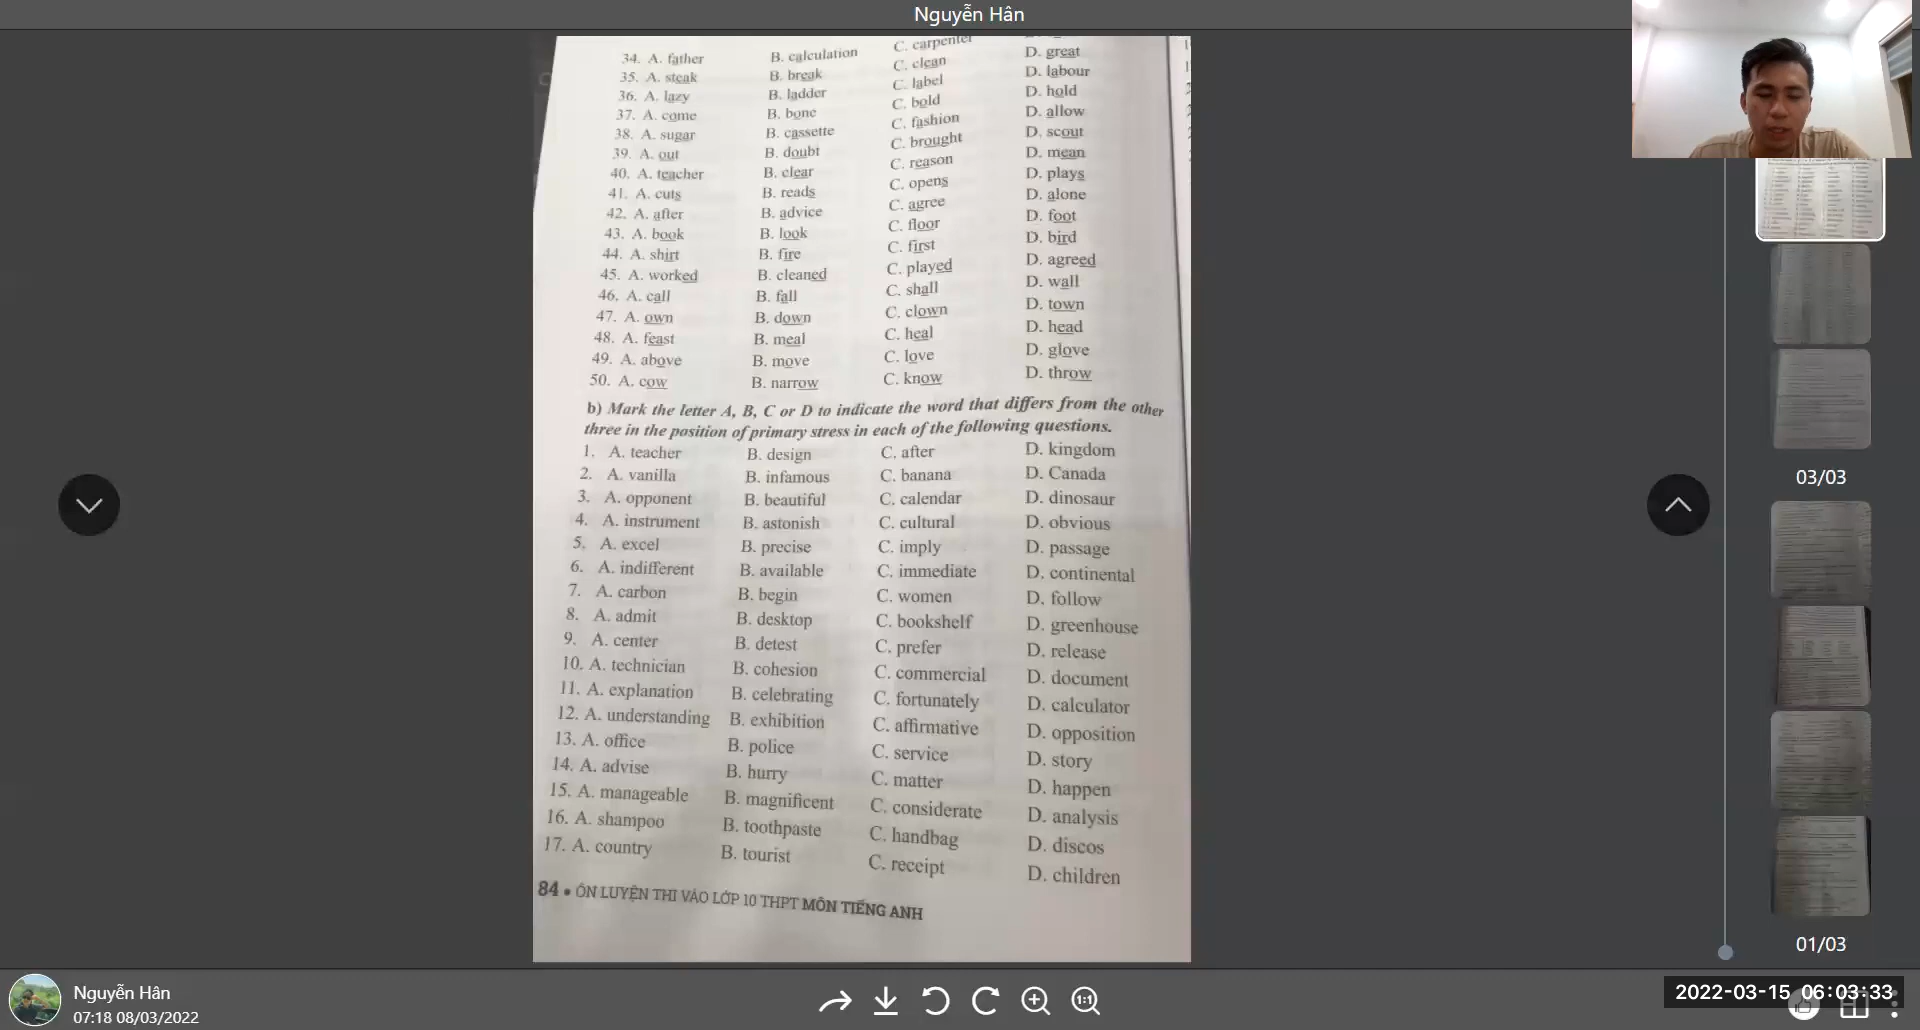 Nguyễn Hân
34. A. father B. calculation C. carpenter D. great
35. A. steak B. break C. clean D. labour
36. A. lazy B. ladder C. label D. hold
37. A. come B. bone C. bold D. allow
38. A. sugar B. cassette C. fashion D. scout
39. A. out B. doubt C. brought D. mean
40. A. teacher B. clear C. reason D. plays
41. A. cuts B. reads C. opens D. alone
42. A. after B. advice C. agree D. foot
43. A. book B. look C. floor D. bird
44. A. shirt B. fire C. first D. agreed
45. A. worked B. cleaned C. played D. wall
46. A. call B. fall C. shall D. town
47. A. own B. down C. clown D. head
48. A. feast B. meal C. heal D. glove
49. A. above B. move C. love D. throw
50. A. cow B. narrow C. know
b) Mark the letter A, B, C or D to indicate the word that differs from the other
three in the position of primary stress in each of the following questions.
1. A. teacher B. design C. after D. kingdom
2. A. vanilla B. infamous C. banana D. Canada
3. A. opponent B. beautiful C. calendar D. dinosaur
4. A. instrument B. astonish C. cultural D. obvious
5. A. excel B. precise C. imply D. passage
6. A. indifferent B. available C. immediate D. continental
7. A. carbon B. begin C. women D. follow
8. A. admit B. desktop C. bookshelf D. greenhouse
9. A. center B. detest C. prefer D. release
10. A. technician B. cohesion C. commercial D. document
11. A. explanation B. celebrating C. fortunately D. calculator
12. A. understanding B. exhibition C. affirmative D. opposition
13. A. office B. police C. service D. story
14. A. advise B. hurry C. matter D. happen
15. A. manageable B. magnificent C. considerate D. analysis
16. A. shampoo B. toothpaste C. handbag D. discos
17. A. country B. tourist C. receipt D. children
84 • ÔN LUYỆN THI VÀO LỚP 10 THPT MÔN TIẾNG ANH
03/03
01/03
Nguyễn Hân
07:18 08/03/2022
1:1
2022-03-15 06:03:33